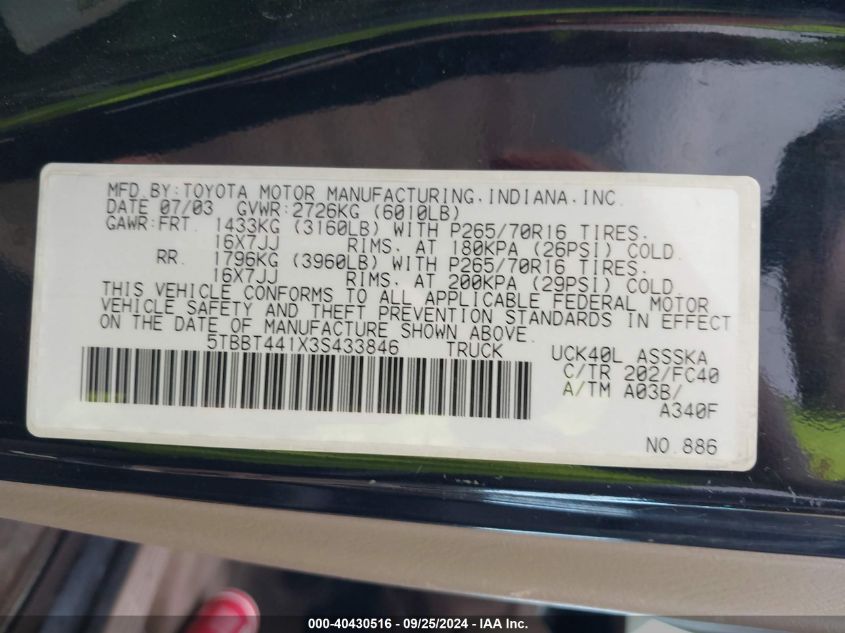 MFD.BY:TOYOTA MOTOR MANUFACTURING,INDIANA,INC.
DATE 07/03 GVWR:2726KG (6010LB)
GAWR:FRT. 1433KG (3160LB) WITH P265/70R16 TIRES.
16X7JJ RIMS. AT 180KPA (26PSI) COLD.
RR. 1796KG (3960LB) WITH P265/70R16 TIRES.
16X7JJ RIMS. AT 200KPA (29PSI) COLD.
THIS VEHICLE CONFORMS TO ALL APPLICABLE FEDERAL MOTOR
VEHICLE SAFETY AND THEFT PREVENTION STANDARDS IN EFFECT
ON THE DATE OF MANUFACTURE SHOWN ABOVE.
5TBBT441X3S433846 TRUCK UCK40L ASSSKA
C/TR 202/FC40
A/TM A03B/
A340F
NO.886
000-40430516 - 09/25/2024 - IAA Inc.